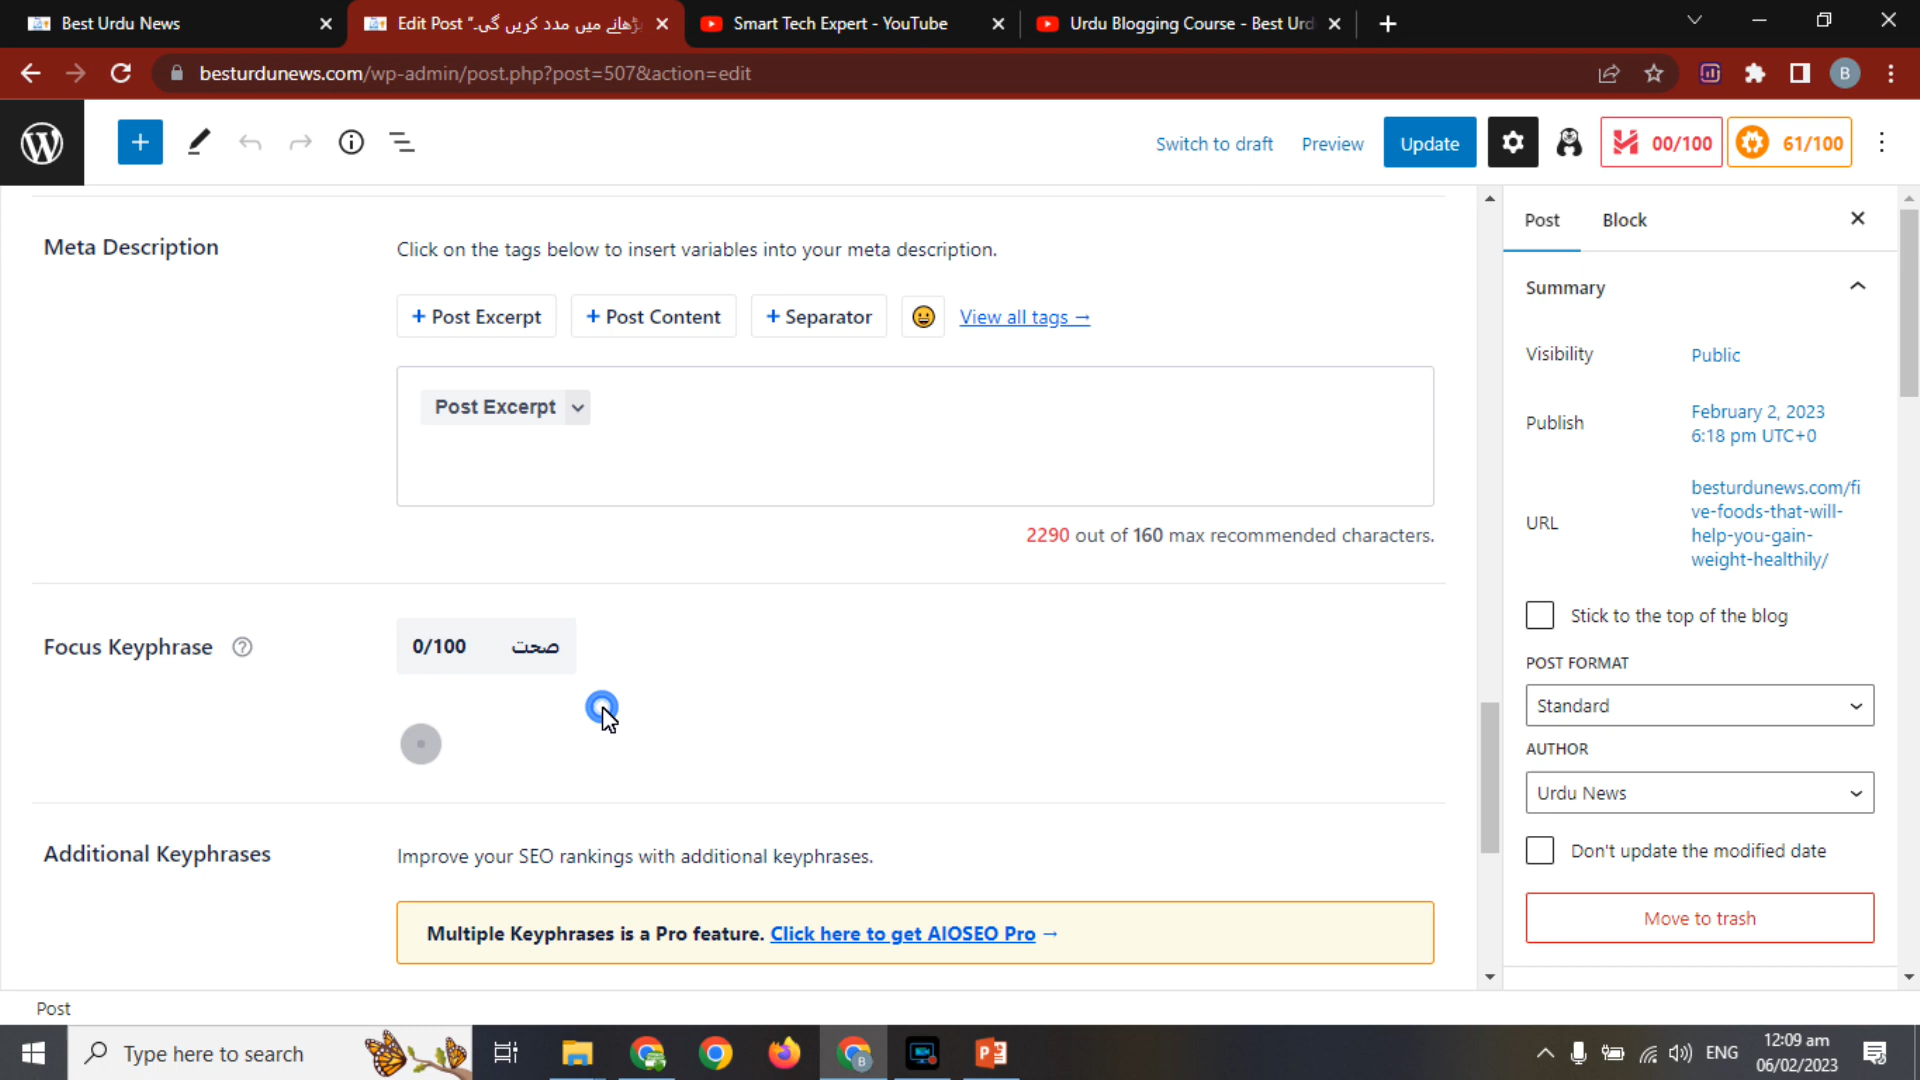 Best Urdu News
Edit Post “بڑھانے میں مدد کریں گی۔
Smart Tech Expert - YouTube
Urdu Blogging Course - Best Urd
besturdunews.com/wp-admin/post.php?post=507&action=edit
B
Switch to draft
Preview
Update
00/100
61/100
Meta Description
Click on the tags below to insert variables into your meta description.
+ Post Excerpt
+ Post Content
+ Separator
View all tags →
Post Excerpt
2290 out of 160 max recommended characters.
Focus Keyphrase
0/100 صحت
Additional Keyphrases
Improve your SEO rankings with additional keyphrases.
Multiple Keyphrases is a Pro feature. Click here to get AIOSEO Pro →
Post
Block
Summary
Visibility
Public
Publish
February 2, 2023
6:18 pm UTC+0
URL
besturdunews.com/fi
ve-foods-that-will-
help-you-gain-
weight-healthily/
Stick to the top of the blog
POST FORMAT
Standard
AUTHOR
Urdu News
Don't update the modified date
Move to trash
Post
Type here to search
ENG
12:09 am
06/02/2023